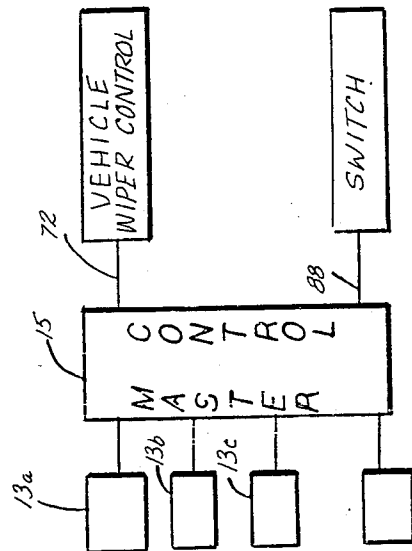 13a
13b
13c
15
MASTER
CONTROL
72
VEHICLE
WIPER CONTROL
88
SWITCH